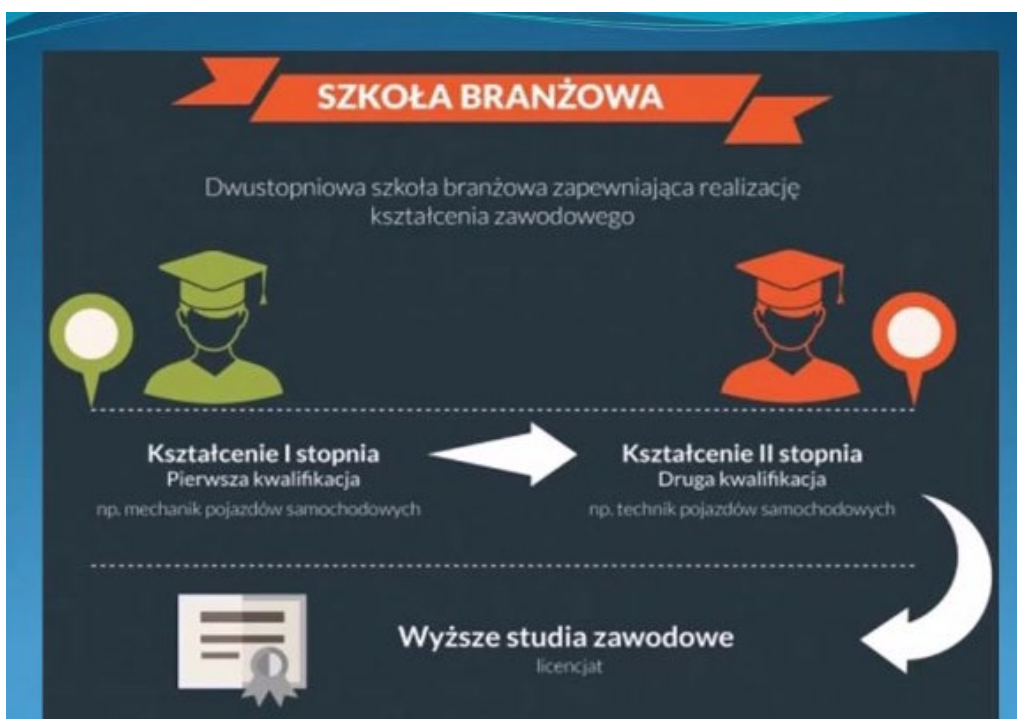 SZKOŁA BRANŻOWA
Dwustopniowa szkoła branżowa zapewniająca realizację
kształcenia zawodowego
Kształcenie I stopnia
Pierwsza kwalifikacja
np. mechanik pojazdów samochodowych
Kształcenie II stopnia
Druga kwalifikacja
np. technik pojazdów samochodowych
Wyższe studia zawodowe
licencjat